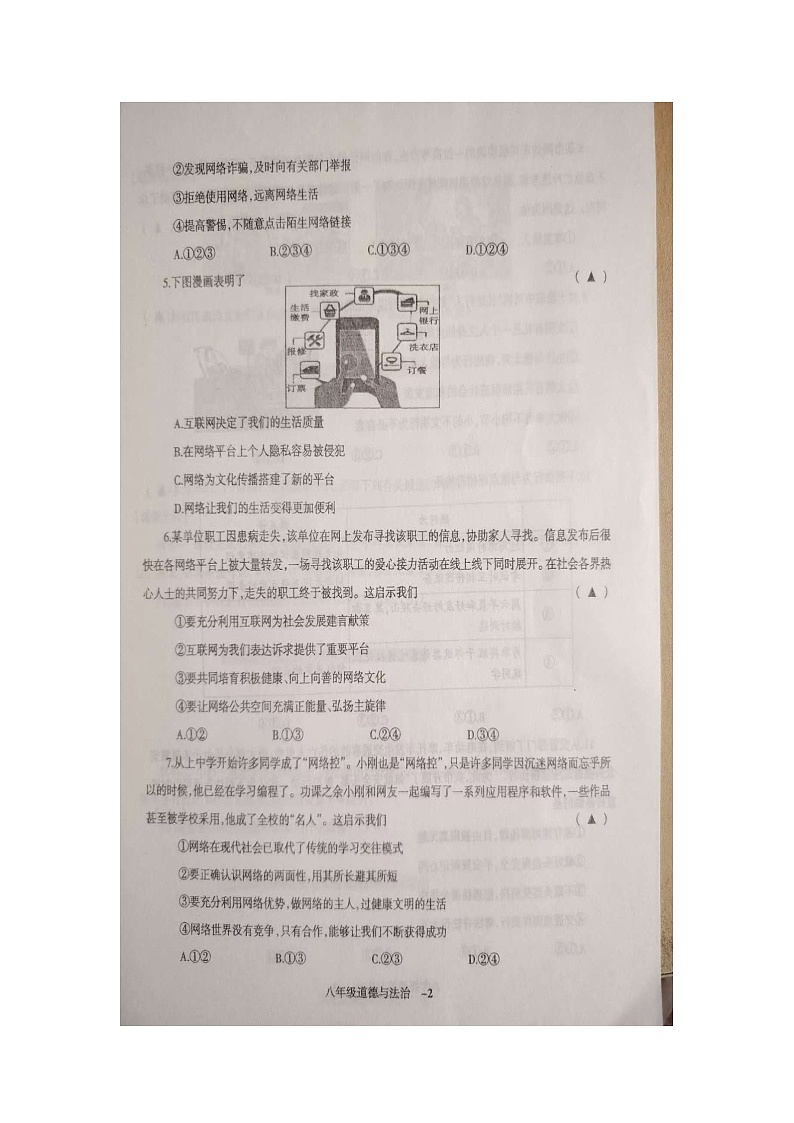 ②发现网络诈骗,及时向有关部门举报
③拒绝使用网络,远离网络生活
④提高警惕,不随意点击陌生网络链接
A.①②③ B.②③④ C.①③④ D.①②④
5.下图漫画表明了 ( ▲ )
找家政
生活
缴费
网上
银行
报修
洗衣店
订票
订餐
A.互联网决定了我们的生活质量
B.在网络平台上个人隐私容易被侵犯
C.网络为文化传播搭建了新的平台
D.网络让我们的生活变得更加便利
6.某单位职工因患病走失,该单位在网上发布寻找该职工的信息,协助家人寻找。信息发布后很
快在各网络平台上被大量转发,一场寻找该职工的爱心接力活动在线上线下同时展开。在社会各界热
心人士的共同努力下,走失的职工终于被找到。这启示我们 ( ▲ )
①要充分利用互联网为社会发展建言献策
②互联网为我们表达诉求提供了重要平台
③要共同培育积极健康、向上向善的网络文化
④要让网络公共空间充满正能量、弘扬主旋律
A.①② B.①③ C.②④ D.③④
7.从上中学开始许多同学成了“网络控”。小刚也是“网络控”,只是许多同学因沉迷网络而忘乎所
以的时候,他已经在学习编程了。功课之余小刚和网友一起编写了一系列应用程序和软件,一些作品
甚至被学校采用,他成了全校的“名人”。这启示我们 ( ▲ )
①网络在现代社会已取代了传统的学习交往模式
②要正确认识网络的两面性,用其所长避其所短
③要充分利用网络优势,做网络的主人,过健康文明的生活
④网络世界没有竞争,只有合作,能够让我们不断获得成功
A.①② B.①③ C.②③ D.②④
八年级道德与法治 -2